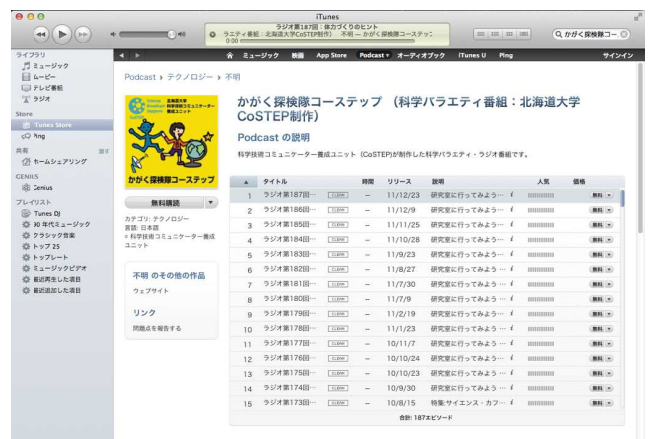 iTunes
ラジオ第187回：体力づくりのヒント
ラエティ番組：北海道大学CoSTEP制作） 不明 — かがく探検隊コーステッ
0:00
かがく探検隊コー…
ライブラリ
ミュージック
ムービー
テレビ番組
ラジオ
Store
iTunes Store
Ping
共有
ホームシェアリング
GENIUS
Genius
プレイリスト
iTunes DJ
90 年代ミュージック
クラシック音楽
トップ 25
トップレート
ミュージックビデオ
最近再生した項目
最近追加した項目
ミュージック 映画 App Store Podcast オーディオブック iTunes U Ping サインイン
Podcast › テクノロジー › 不明
かがく探検隊コーステップ
無料購読
カテゴリ: テクノロジー
言語: 日本語
科学技術コミュニケーター養成
ユニット
不明 のその他の作品
ウェブサイト
リンク
問題点を報告する
かがく探検隊コーステップ （科学バラエティ番組：北海道大学
CoSTEP制作）
Podcast の説明
科学技術コミュニケーター養成ユニット（CoSTEP)が制作した科学バラエティ・ラジオ番組です。
▲ タイトル 時間 リリース 説明 人気 価格
1 ラジオ第187回… CLEAN – 11/12/23 研究室に行ってみよう… i 無料
2 ラジオ第186回… CLEAN – 11/12/9 研究室に行ってみよう… i 無料
3 ラジオ第185回… CLEAN – 11/11/25 研究室に行ってみよう… i 無料
4 ラジオ第184回… CLEAN – 11/10/28 研究室に行ってみよう… i 無料
5 ラジオ第183回… CLEAN – 11/9/23 研究室に行ってみよう… i 無料
6 ラジオ第182回… CLEAN – 11/8/27 研究室に行ってみよう… i 無料
7 ラジオ第181回… CLEAN – 11/7/30 研究室に行ってみよう… i 無料
8 ラジオ第180回… CLEAN – 11/7/9 研究室に行ってみよう… i 無料
9 ラジオ第179回… CLEAN – 11/2/19 研究室に行ってみよう… i 無料
10 ラジオ第178回… CLEAN – 11/1/23 研究室に行ってみよう… i 無料
11 ラジオ第177回… CLEAN – 10/11/7 研究室に行ってみよう… i 無料
12 ラジオ第176回… CLEAN – 10/10/24 研究室に行ってみよう… i 無料
13 ラジオ第175回… CLEAN – 10/10/23 研究室に行ってみよう… i 無料
14 ラジオ第174回… CLEAN – 10/9/30 研究室に行ってみよう… i 無料
15 ラジオ第173回… CLEAN – 10/8/15 特集:サイエンス・カフ… i 無料
合計: 187エピソード